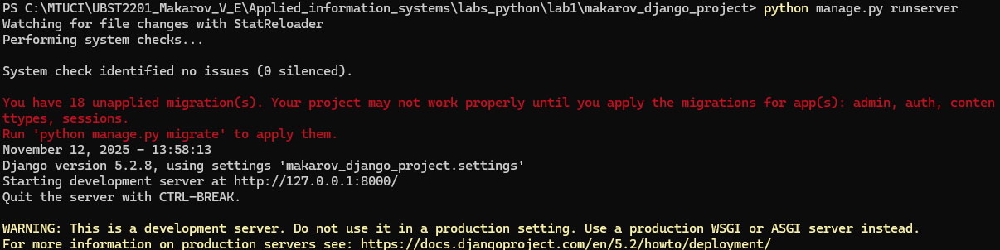 PS C:\MTUCI\UBST2201_Makarov_V_E\Applied_information_systems\labs_python\lab1\makarov_django_project> python manage.py runserver
Watching for file changes with StatReloader
Performing system checks...
System check identified no issues (0 silenced).
You have 18 unapplied migration(s). Your project may not work properly until you apply the migrations for app(s): admin, auth, conten
ttypes, sessions.
Run 'python manage.py migrate' to apply them.
November 12, 2025 - 13:58:13
Django version 5.2.8, using settings 'makarov_django_project.settings'
Starting development server at http://127.0.0.1:8000/
Quit the server with CTRL-BREAK.
WARNING: This is a development server. Do not use it in a production setting. Use a production WSGI or ASGI server instead.
For more information on production servers see: https://docs.djangoproject.com/en/5.2/howto/deployment/